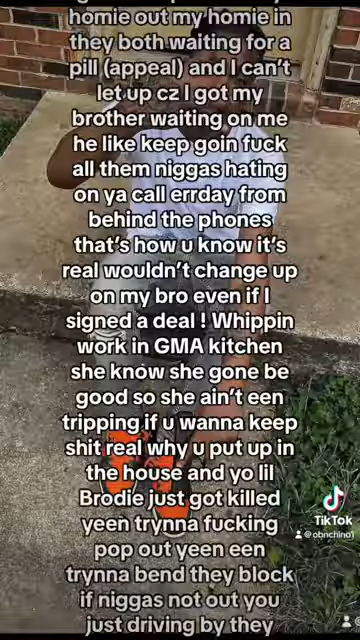 homie out my homie in
they both waiting for a
pill (appeal) and I can't
let up cz I got my
brother waiting on me
he like keep goin fuck
all them niggas hating
on ya call errday from
behind the phones
that's how u know it's
real wouldn't change up
on my bro even if I
signed a deal ! Whippin
work in GMA kitchen
she know she gone be
good so she ain't een
tripping if u wanna keep
shit real why u put up in
the house and yo lil
Brodie just got killed
yeen trynna fucking
pop out yeen een
trynna bend they block
if niggas not out you
just driving by they
TikTok
@obnchino1